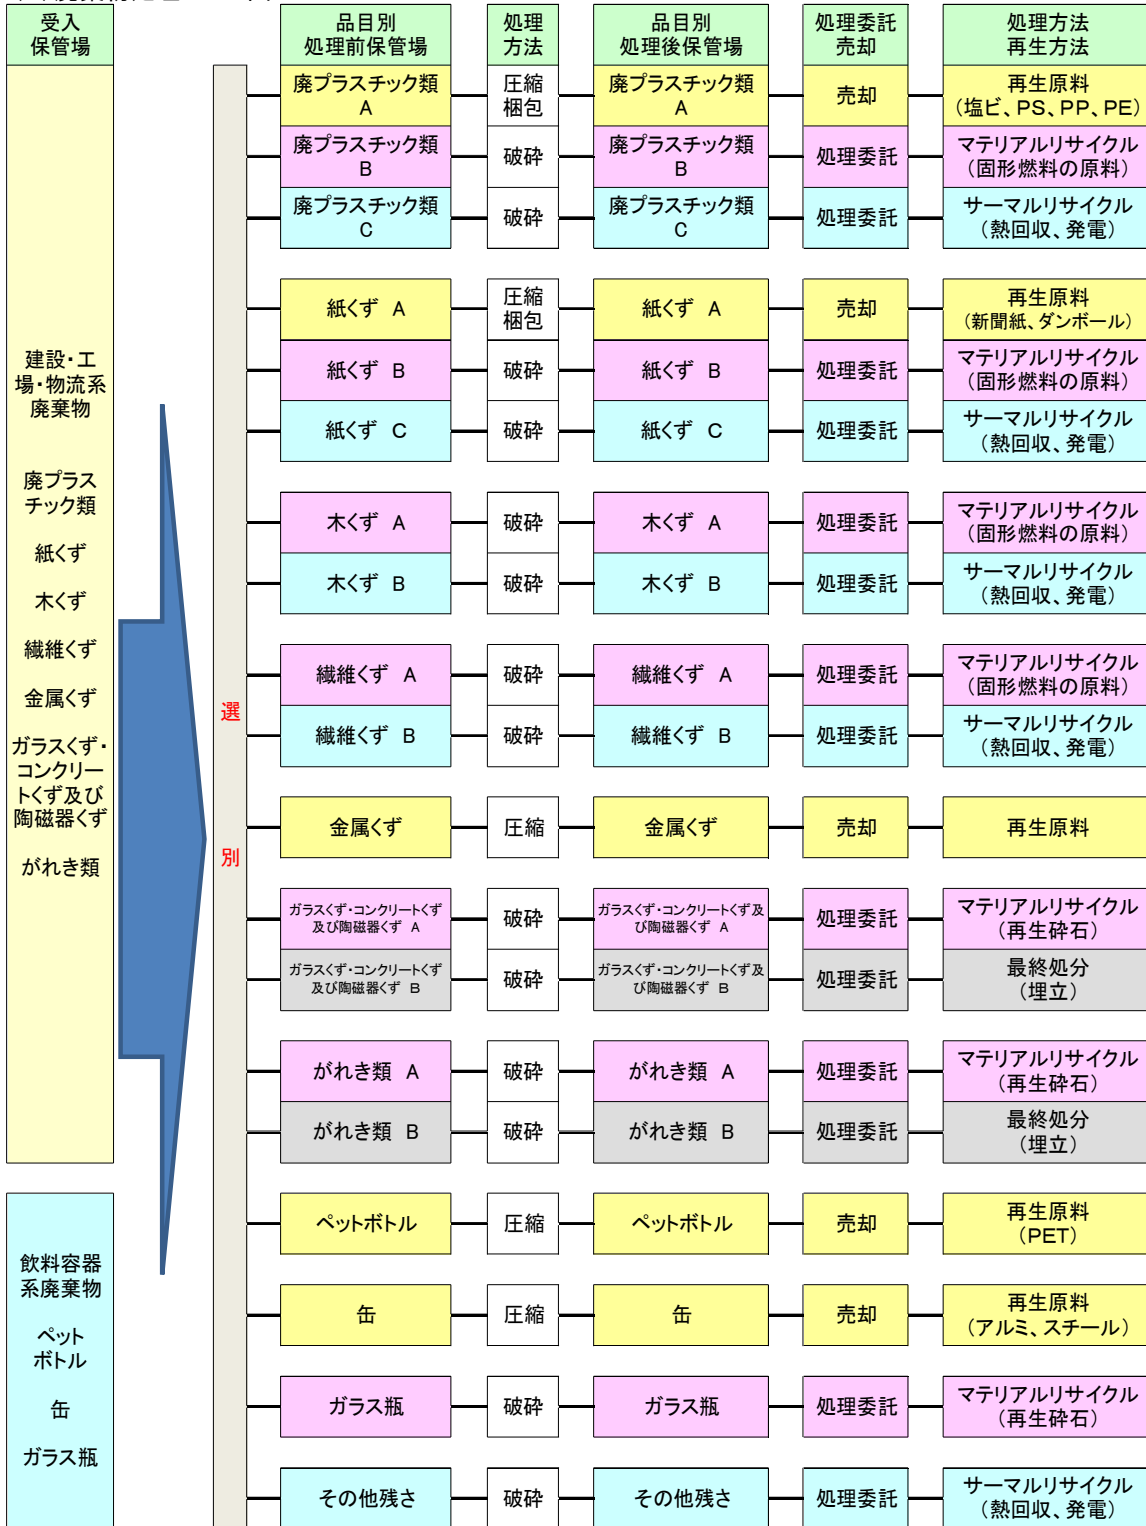 受入
保管場
品目別
処理前保管場
処理
方法
品目別
処理後保管場
処理委託
売却
処理方法
再生方法
建設・工
場・物流系
廃棄物
廃プラス
チック類
紙くず
木くず
繊維くず
金属くず
ガラスくず・
コンクリー
トくず及び
陶磁器くず
がれき類
飲料容器
系廃棄物
ペット
ボトル
缶
ガラス瓶
選
別
廃プラスチック類
A
圧縮
梱包
廃プラスチック類
A
売却
再生原料
（塩ビ、PS、PP、PE）
廃プラスチック類
B
破砕
廃プラスチック類
B
処理委託
マテリアルリサイクル
（固形燃料の原料）
廃プラスチック類
C
破砕
廃プラスチック類
C
処理委託
サーマルリサイクル
（熱回収、発電）
紙くず A
圧縮
梱包
紙くず A
売却
再生原料
（新聞紙、ダンボール）
紙くず B
破砕
紙くず B
処理委託
マテリアルリサイクル
（固形燃料の原料）
紙くず C
破砕
紙くず C
処理委託
サーマルリサイクル
（熱回収、発電）
木くず A
破砕
木くず A
処理委託
マテリアルリサイクル
（固形燃料の原料）
木くず B
破砕
木くず B
処理委託
サーマルリサイクル
（熱回収、発電）
繊維くず A
破砕
繊維くず A
処理委託
マテリアルリサイクル
（固形燃料の原料）
繊維くず B
破砕
繊維くず B
処理委託
サーマルリサイクル
（熱回収、発電）
金属くず
圧縮
金属くず
売却
再生原料
ガラスくず・コンクリートくず
及び陶磁器くず A
破砕
ガラスくず・コンクリートくず及
び陶磁器くず A
処理委託
マテリアルリサイクル
（再生砕石）
ガラスくず・コンクリートくず
及び陶磁器くず B
破砕
ガラスくず・コンクリートくず及
び陶磁器くず B
処理委託
最終処分
（埋立）
がれき類 A
破砕
がれき類 A
処理委託
マテリアルリサイクル
（再生砕石）
がれき類 B
破砕
がれき類 B
処理委託
最終処分
（埋立）
ペットボトル
圧縮
ペットボトル
売却
再生原料
（PET）
缶
圧縮
缶
売却
再生原料
（アルミ、スチール）
ガラス瓶
破砕
ガラス瓶
処理委託
マテリアルリサイクル
（再生砕石）
その他残さ
破砕
その他残さ
処理委託
サーマルリサイクル
（熱回収、発電）